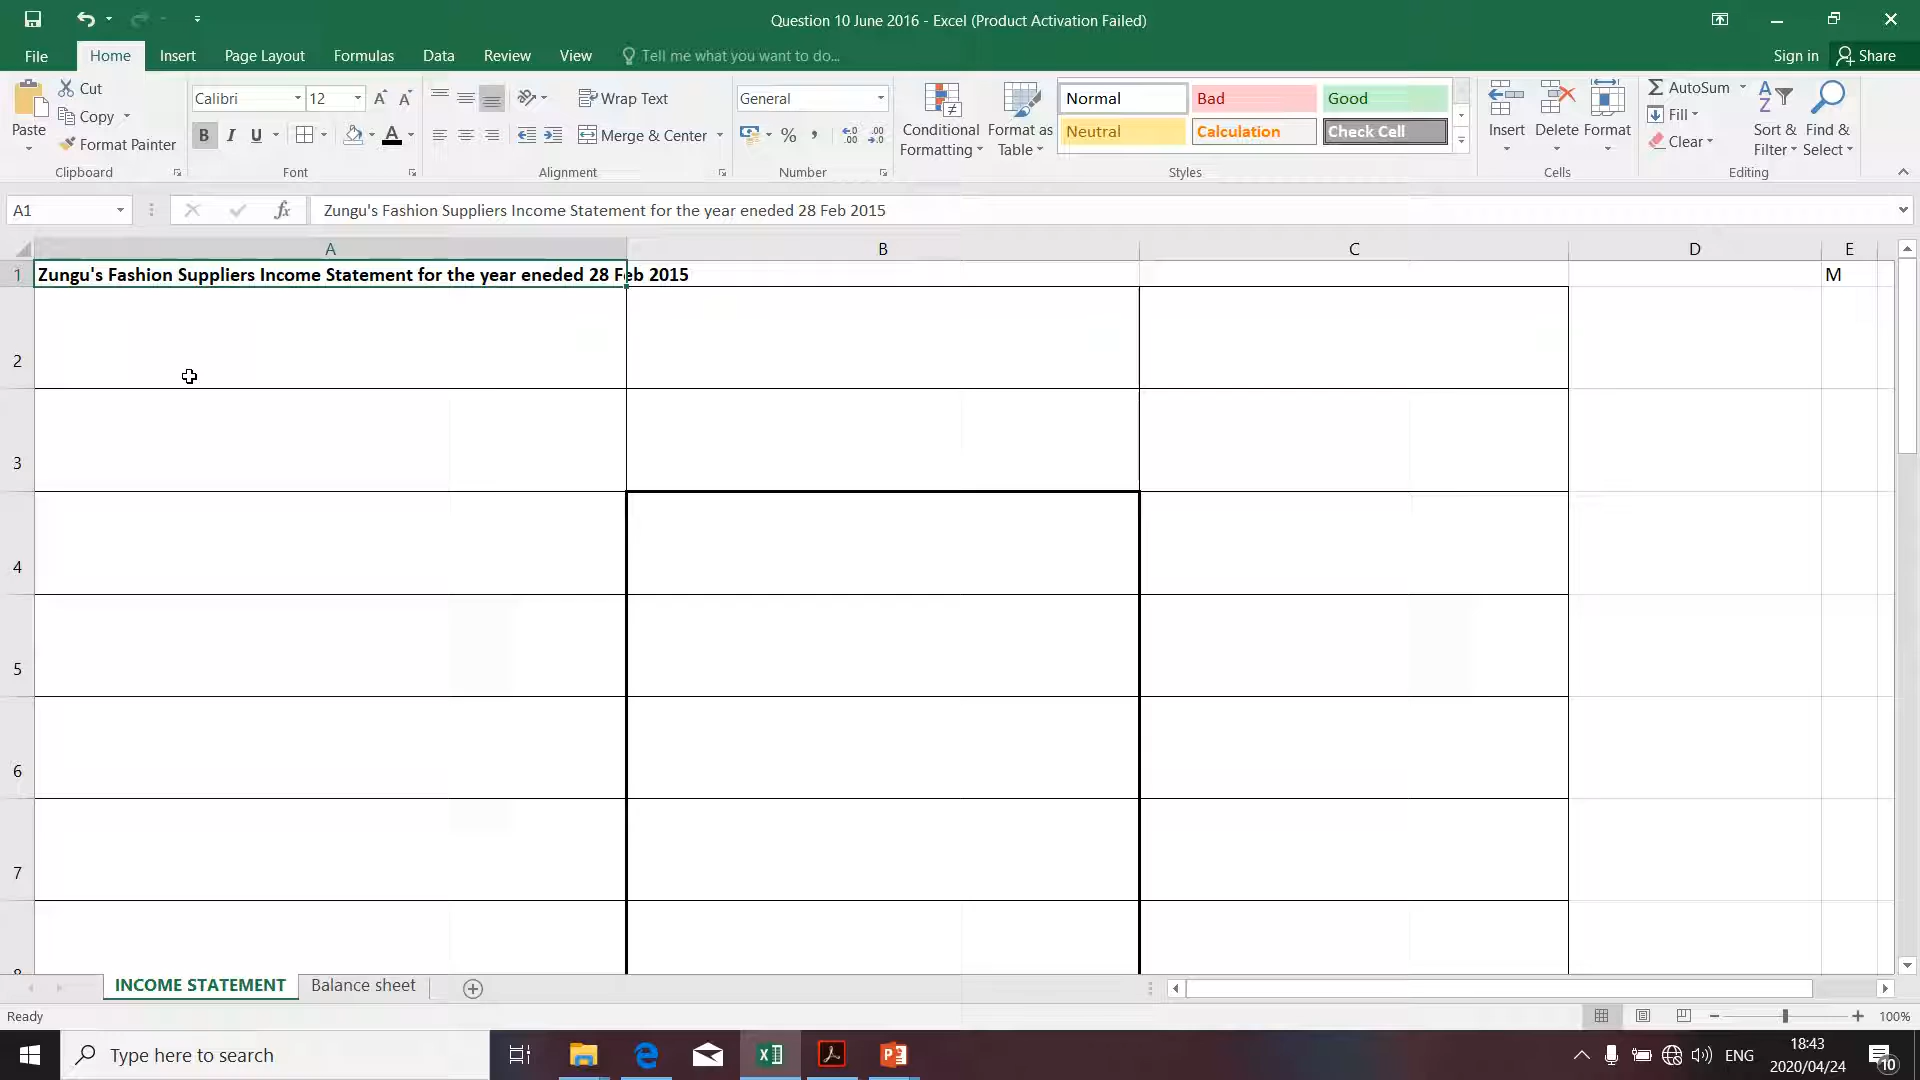 Question 10 June 2016 - Excel (Product Activation Failed)
File Home Insert Page Layout Formulas Data Review View Tell me what you want to do... Sign in Share
Paste Cut Copy Format Painter Clipboard
Calibri 12 A A B I U A Font
Wrap Text Merge & Center Alignment
General % , Number
Conditional Formatting Format as Table
Normal Bad Good
Neutral Calculation Check Cell
Styles
Insert Delete Format Cells
AutoSum Fill Clear Sort & Filter Find & Select Editing
A1 fx Zungu's Fashion Suppliers Income Statement for the year eneded 28 Feb 2015
A B C D E
1 Zungu's Fashion Suppliers Income Statement for the year eneded 28 Feb 2015 M
2
3
4
5
6
7
8
INCOME STATEMENT Balance sheet
Ready 100%
Type here to search ENG 18:43
2020/04/24 10